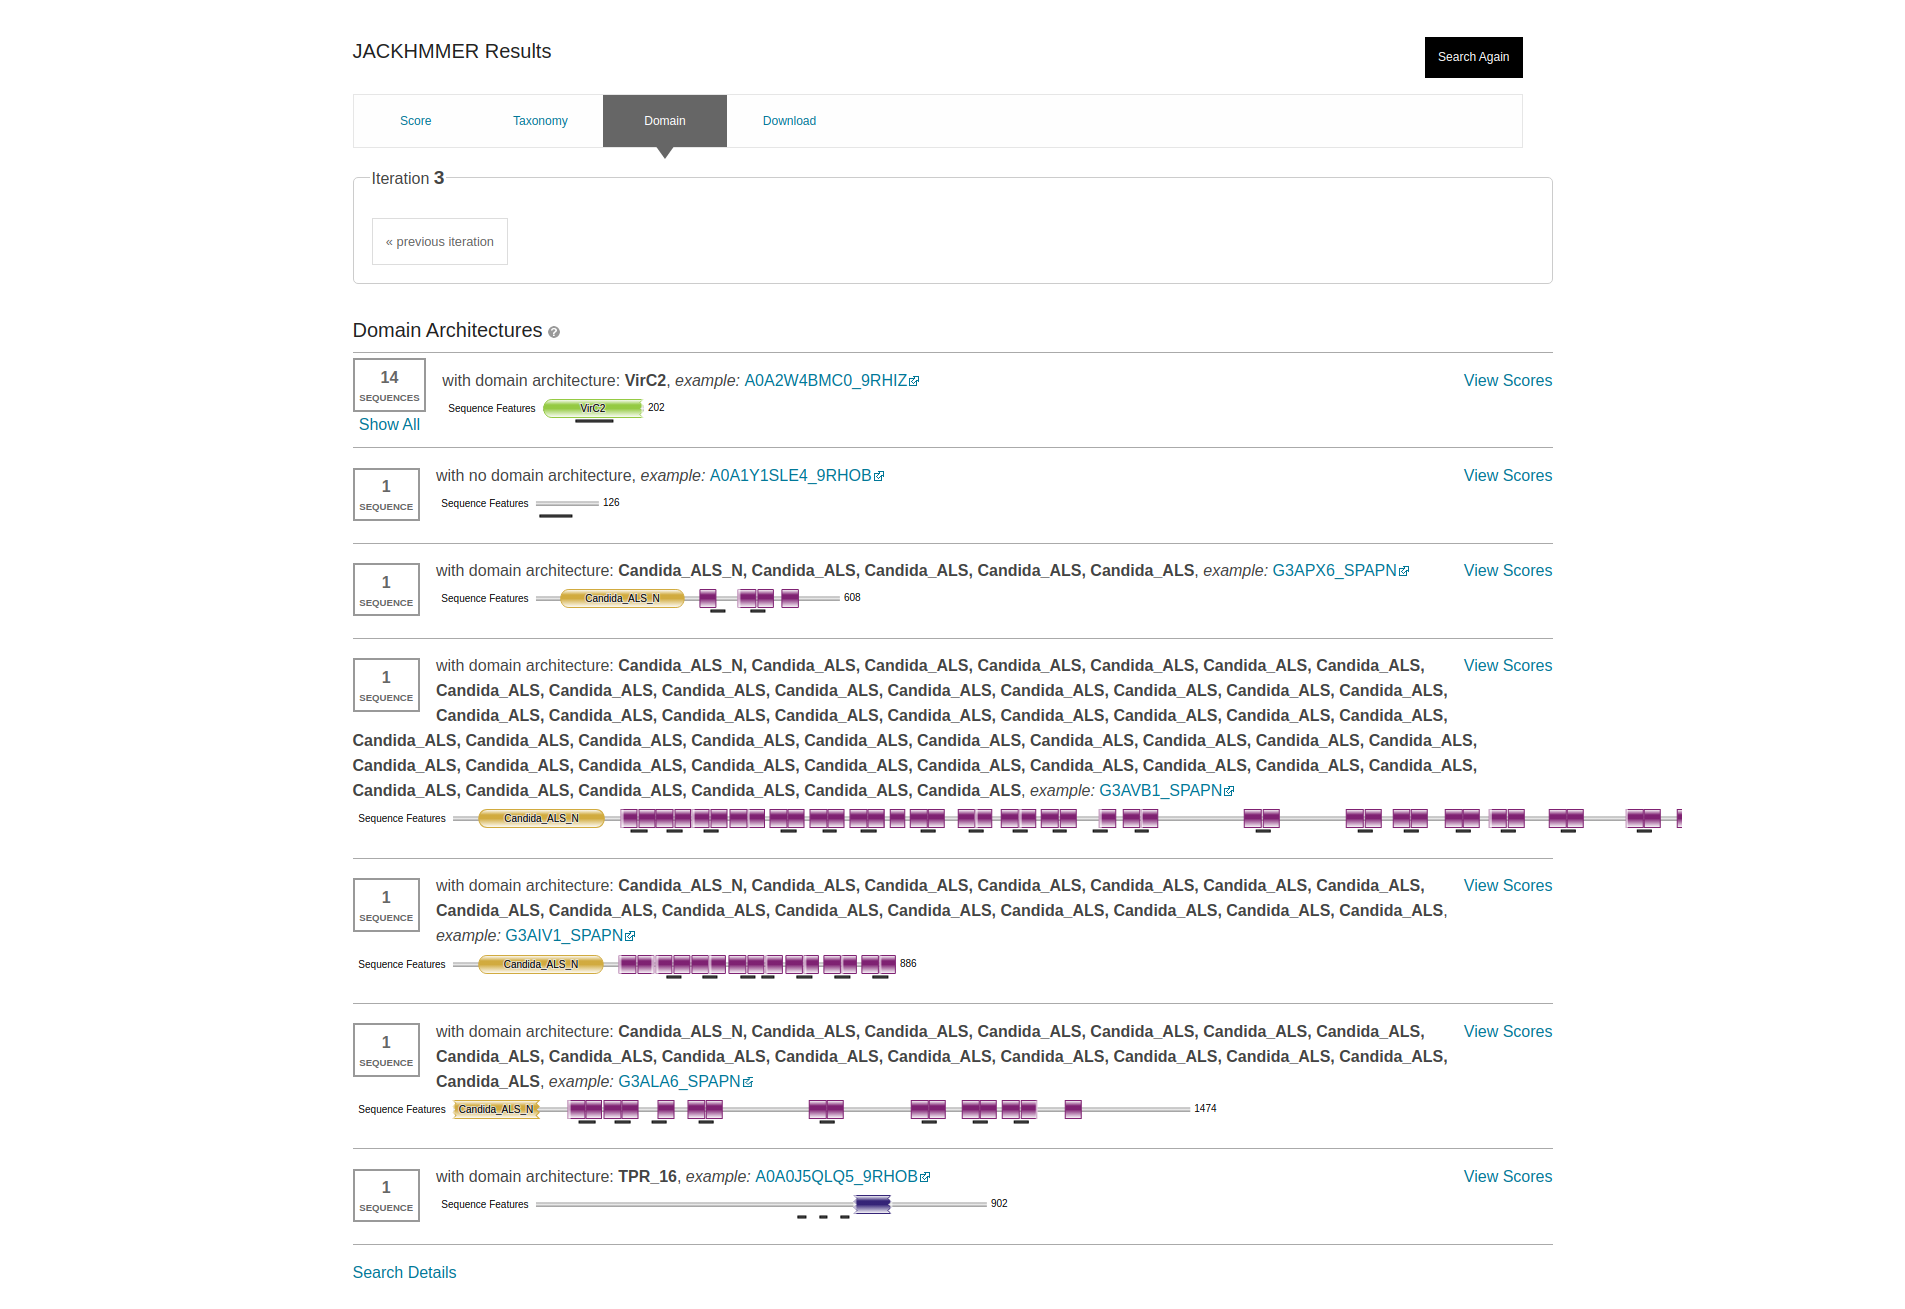 JACKHMMER Results
Search Again
Score
Taxonomy
Domain
Download
Iteration 3
« previous iteration
Domain Architectures ?
14
SEQUENCES
Show All
with domain architecture: VirC2, example: A0A2W4BMC0_9RHIZ
View Scores
Sequence Features VirC2 202
1
SEQUENCE
with no domain architecture, example: A0A1Y1SLE4_9RHOB
View Scores
Sequence Features 126
1
SEQUENCE
with domain architecture: Candida_ALS_N, Candida_ALS, Candida_ALS, Candida_ALS, Candida_ALS, example: G3APX6_SPAPN
View Scores
Sequence Features Candida_ALS_N 608
1
SEQUENCE
with domain architecture: Candida_ALS_N, Candida_ALS, Candida_ALS, Candida_ALS, Candida_ALS, Candida_ALS, Candida_ALS,
View Scores
Candida_ALS, Candida_ALS, Candida_ALS, Candida_ALS, Candida_ALS, Candida_ALS, Candida_ALS, Candida_ALS, Candida_ALS,
Candida_ALS, Candida_ALS, Candida_ALS, Candida_ALS, Candida_ALS, Candida_ALS, Candida_ALS, Candida_ALS, Candida_ALS,
Candida_ALS, Candida_ALS, Candida_ALS, Candida_ALS, Candida_ALS, Candida_ALS, Candida_ALS, Candida_ALS, Candida_ALS, Candida_ALS,
Candida_ALS, Candida_ALS, Candida_ALS, Candida_ALS, Candida_ALS, Candida_ALS, Candida_ALS, Candida_ALS, Candida_ALS, Candida_ALS,
Candida_ALS, Candida_ALS, Candida_ALS, Candida_ALS, Candida_ALS, Candida_ALS, example: G3AVB1_SPAPN
Sequence Features Candida_ALS_N
1
SEQUENCE
with domain architecture: Candida_ALS_N, Candida_ALS, Candida_ALS, Candida_ALS, Candida_ALS, Candida_ALS, Candida_ALS,
View Scores
Candida_ALS, Candida_ALS, Candida_ALS, Candida_ALS, Candida_ALS, Candida_ALS, Candida_ALS, Candida_ALS, Candida_ALS,
example: G3AIV1_SPAPN
Sequence Features Candida_ALS_N 886
1
SEQUENCE
with domain architecture: Candida_ALS_N, Candida_ALS, Candida_ALS, Candida_ALS, Candida_ALS, Candida_ALS, Candida_ALS,
View Scores
Candida_ALS, Candida_ALS, Candida_ALS, Candida_ALS, Candida_ALS, Candida_ALS, Candida_ALS, Candida_ALS, Candida_ALS,
Candida_ALS, example: G3ALA6_SPAPN
Sequence Features Candida_ALS_N 1474
1
SEQUENCE
with domain architecture: TPR_16, example: A0A0J5QLQ5_9RHOB
View Scores
Sequence Features 902
Search Details